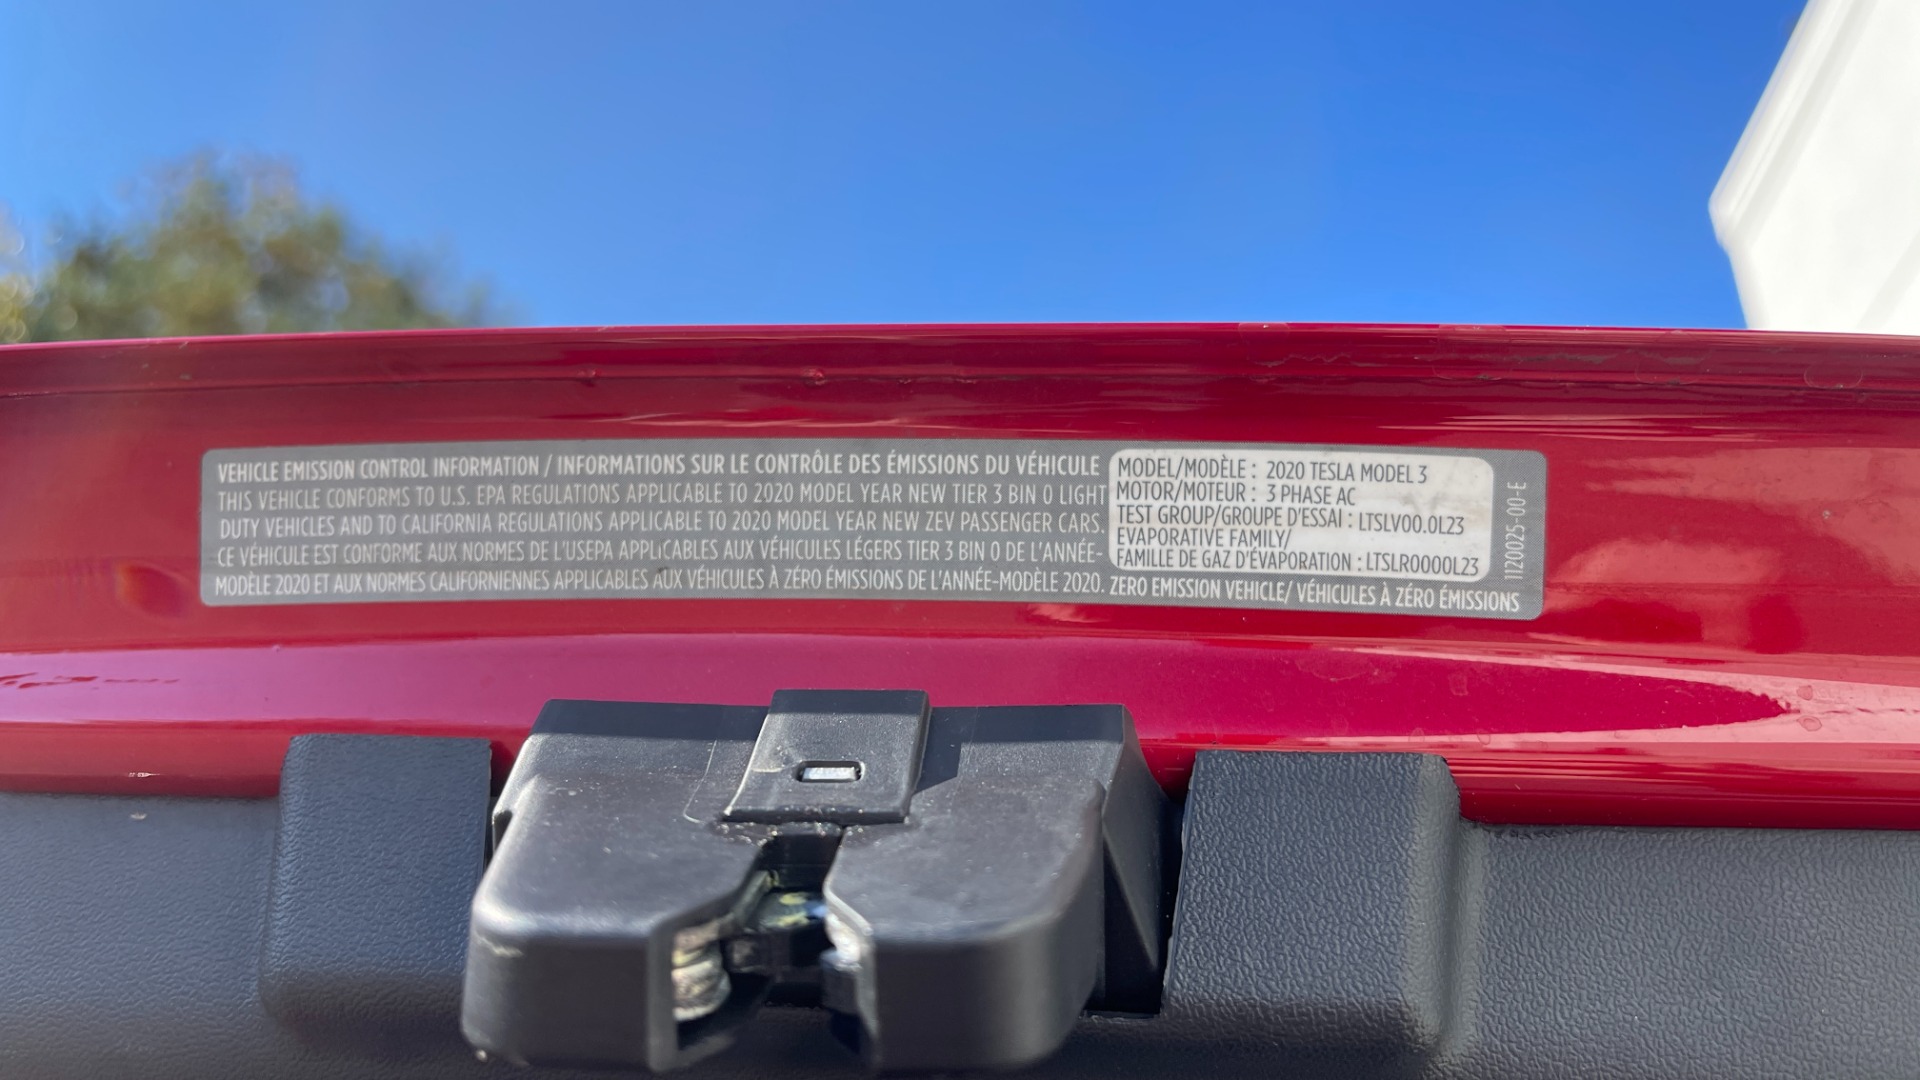 VEHICLE EMISSION CONTROL INFORMATION / INFORMATIONS SUR LE CONTRÔLE DES ÉMISSIONS DU VÉHICULE
THIS VEHICLE CONFORMS TO U.S. EPA REGULATIONS APPLICABLE TO 2020 MODEL YEAR NEW TIER 3 BIN 0 LIGHT
DUTY VEHICLES AND TO CALIFORNIA REGULATIONS APPLICABLE TO 2020 MODEL YEAR NEW ZEV PASSENGER CARS.
CE VÉHICULE EST CONFORME AUX NORMES DE L'USEPA APPLICABLES AUX VÉHICULES LÉGERS TIER 3 BIN 0 DE L'ANNÉE-
MODÈLE 2020 ET AUX NORMES CALIFORNIENNES APPLICABLES AUX VÉHICULES À ZÉRO ÉMISSIONS DE L'ANNÉE-MODÈLE 2020.
MODEL/MODÈLE : 2020 TESLA MODEL 3
MOTOR/MOTEUR : 3 PHASE AC
TEST GROUP/GROUPE D'ESSAI : LTSLV00.0L23
EVAPORATIVE FAMILY/
FAMILLE DE GAZ D'ÉVAPORATION : LTSLR0000L23
ZERO EMISSION VEHICLE/ VÉHICULES À ZÉRO ÉMISSIONS
1120025-00-E